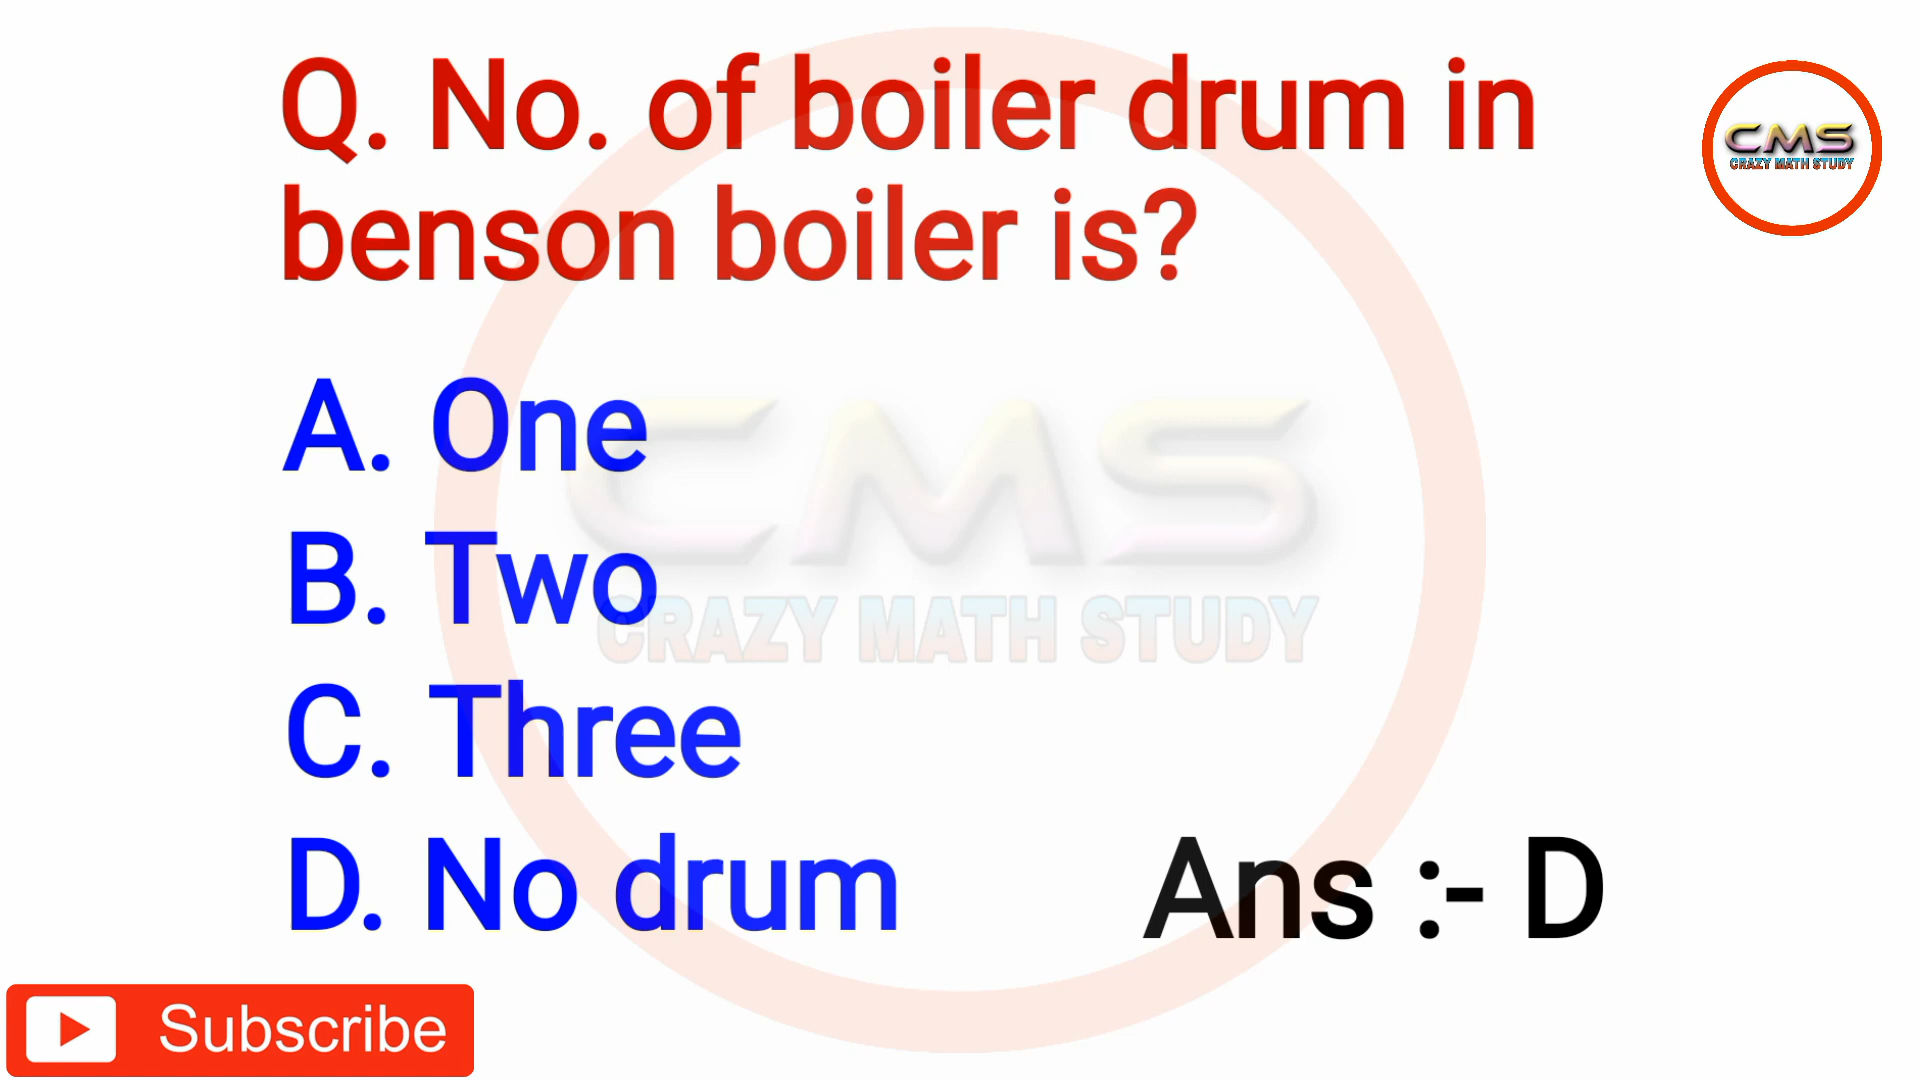 Q. No. of boiler drum in
benson boiler is?
CMS
CRAZY MATH STUDY
A. One
B. Two
C. Three
D. No drum
Ans :- D
CMS
CRAZY MATH STUDY
Subscribe